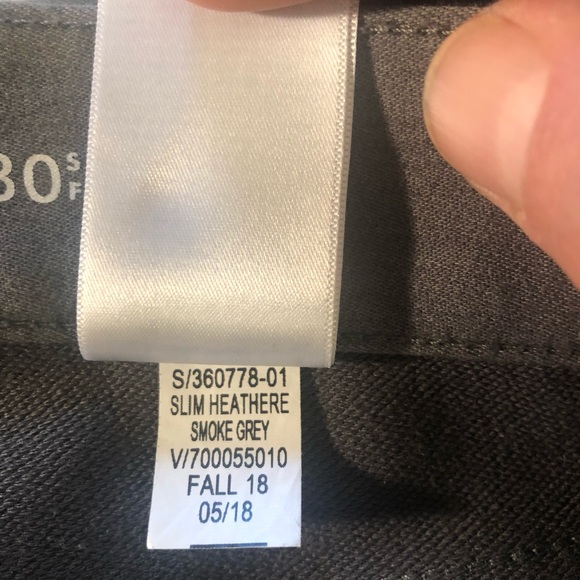 30 S F
S/360778-01
SLIM HEATHERE
SMOKE GREY
V/700055010
FALL 18
05/18